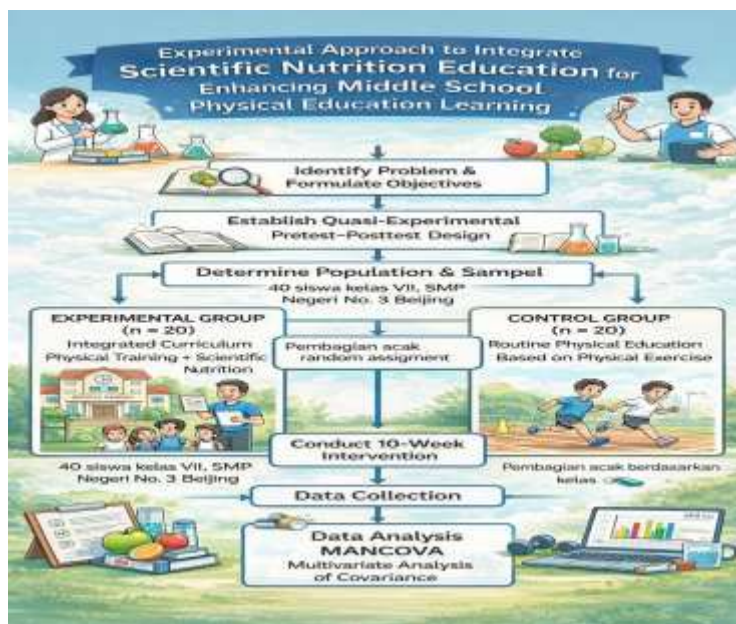 Experimental Approach to Integrate
Scientific Nutrition Education for
Enhancing Middle School
Physical Education Learning
Identify Problem &
Formulate Objectives
Establish Quasi-Experimental
Pretest-Posttest Design
Determine Population & Sampel
40 siswa kelas VII, SMP
Negeri No. 3 Beijing
EXPERIMENTAL GROUP
(n = 20)
Integrated Curriculum
Physical Training + Scientific
Nutrition
Pembagian acak
random assigment
CONTROL GROUP
(n = 20)
Routine Physical Education
Based on Physical Exercise
Conduct 10-Week
Intervention
40 siswa kelas VII, SMP
Negeri No. 3 Beijing
Pembagian acak berdasarkan
kelas
Data Collection
Data Analysis
MANCOVA
Multivariate Analysis
of Covariance